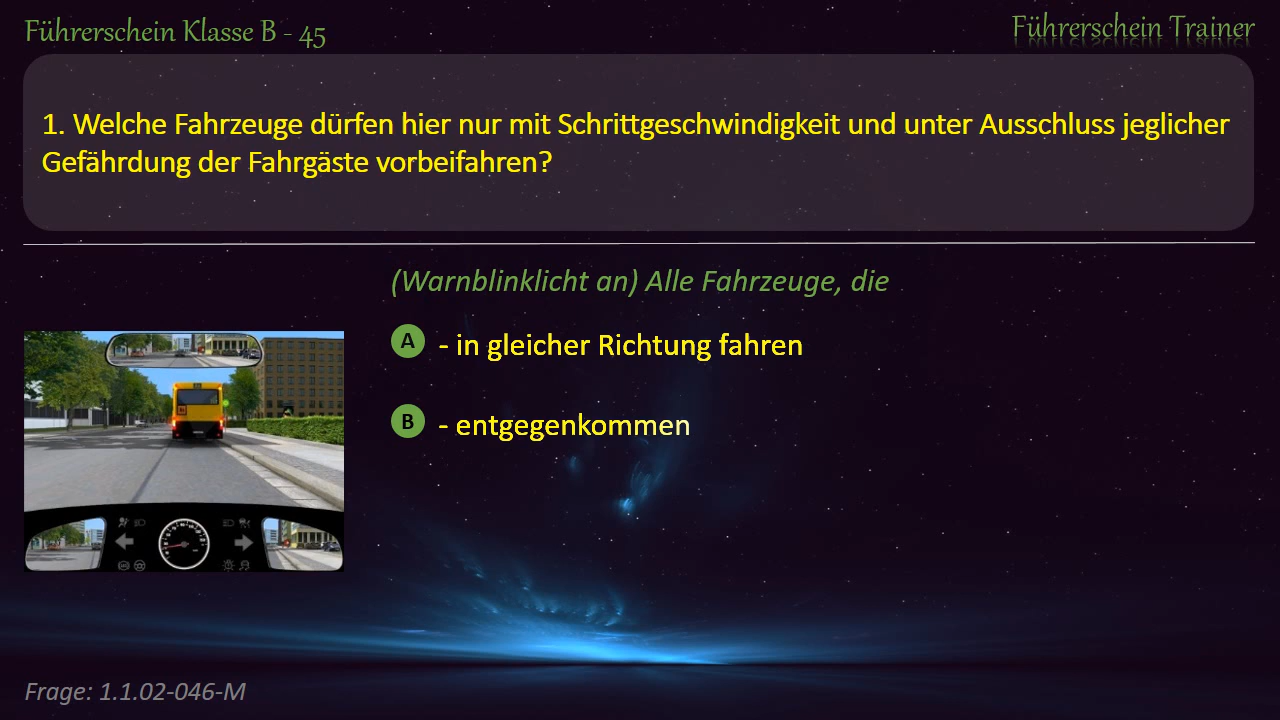 Führerschein Klasse B - 45
Führerschein Trainer
1. Welche Fahrzeuge dürfen hier nur mit Schrittgeschwindigkeit und unter Ausschluss jeglicher
Gefährdung der Fahrgäste vorbeifahren?
(Warnblinklicht an) Alle Fahrzeuge, die
A - in gleicher Richtung fahren
B - entgegenkommen
Frage: 1.1.02-046-M